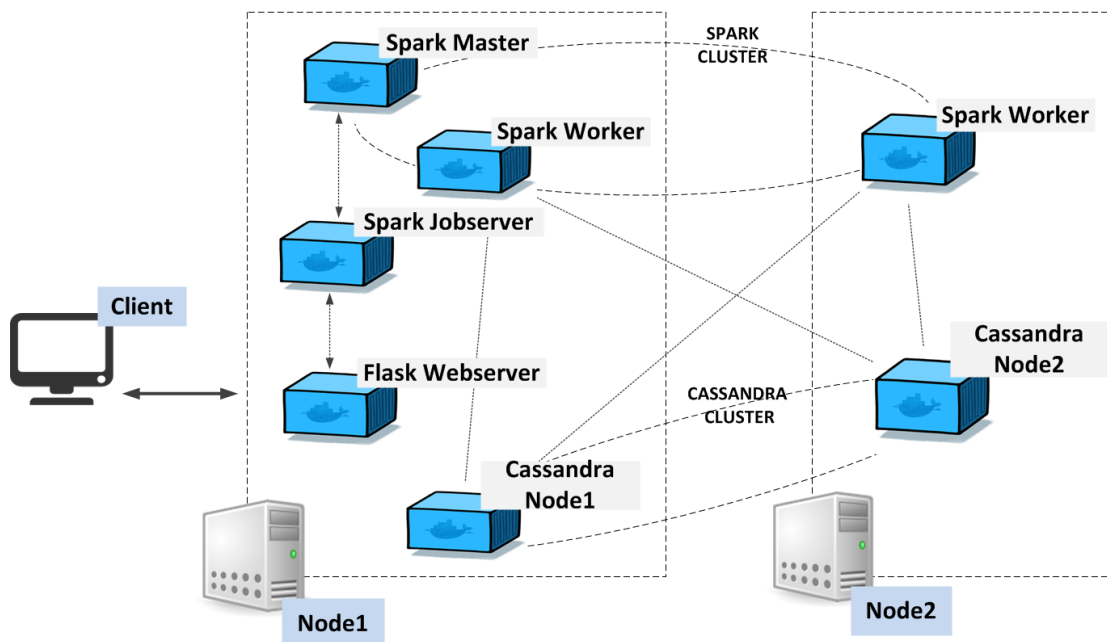 Spark Master
SPARK
CLUSTER
Spark Worker
Spark Worker
Spark Jobserver
Client
Flask Webserver
Cassandra
Node2
CASSANDRA
CLUSTER
Cassandra
Node1
Node1
Node2